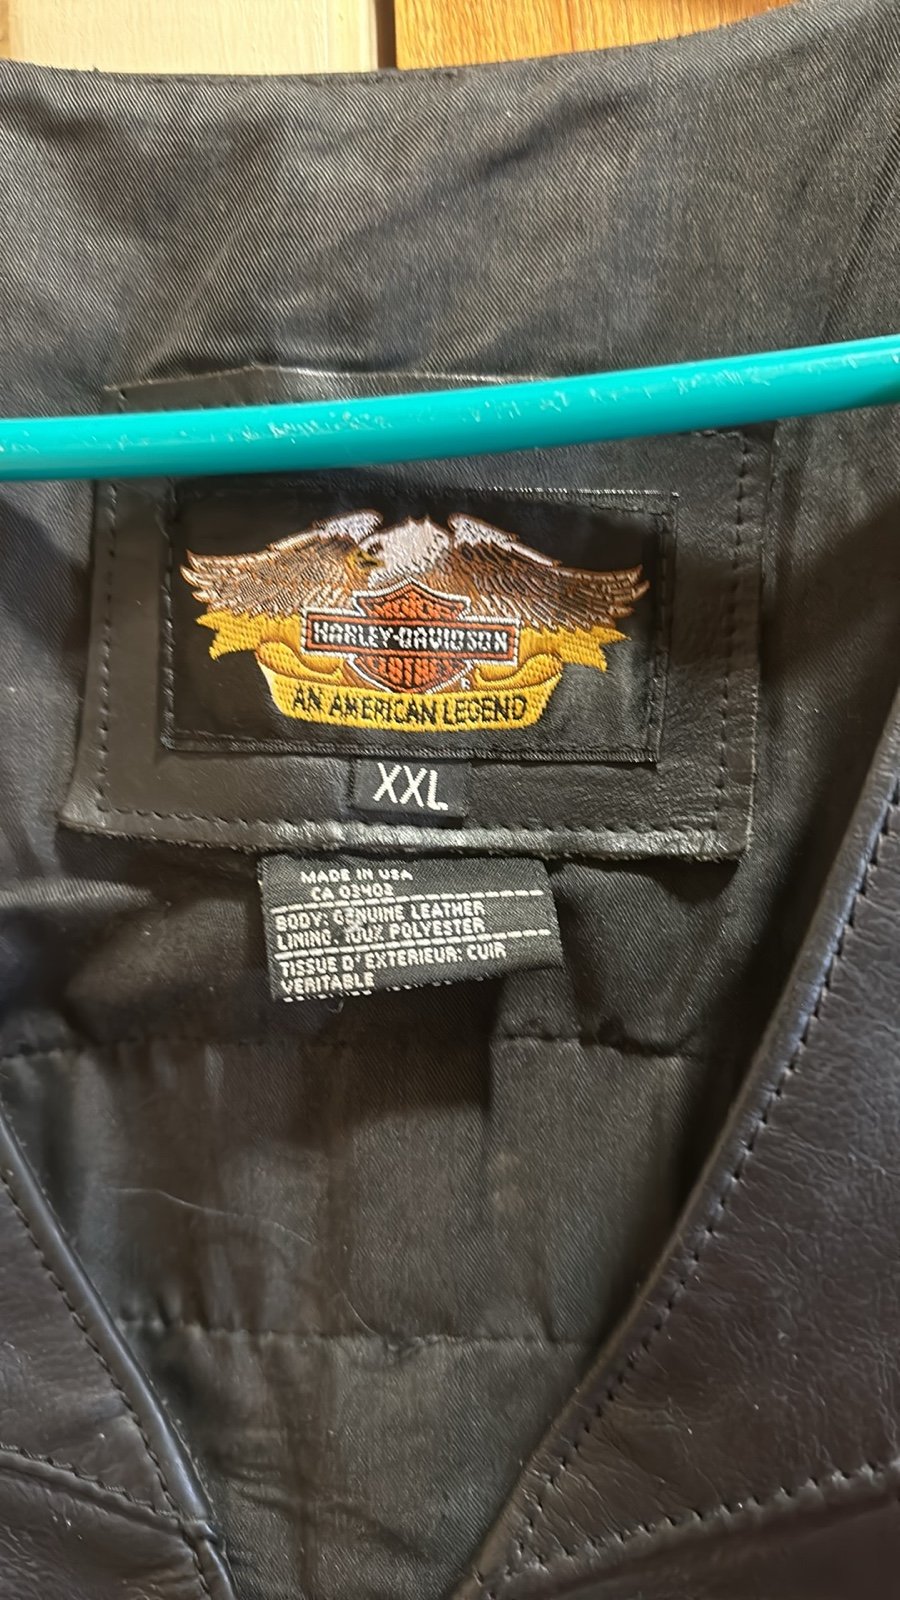 HARLEY-DAVIDSON
AN AMERICAN LEGEND
XXL
MADE IN USA
CA 03402
BODY: GENUINE LEATHER
LINING: 100% POLYESTER
TISSUE D' EXTERIEUR: CUIR
VERITABLE